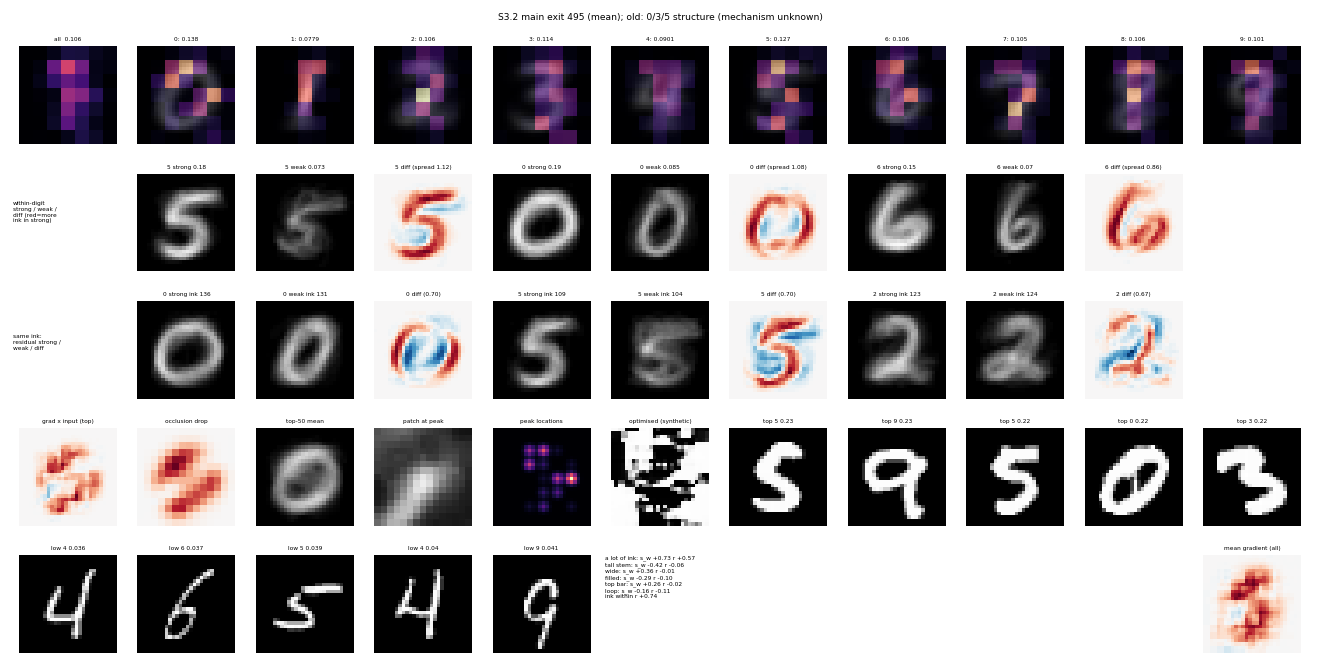 S3.2 main exit 495 (mean); old: 0/3/5 structure (mechanism unknown)
all 0.106
0: 0.138
1: 0.0779
2: 0.106
3: 0.114
4: 0.0901
5: 0.127
6: 0.106
7: 0.105
8: 0.106
9: 0.101
within-digit
strong / weak /
diff (red=more
ink in strong)
5 strong 0.18
5 weak 0.073
5 diff (spread 1.12)
0 strong 0.19
0 weak 0.085
0 diff (spread 1.08)
6 strong 0.15
6 weak 0.07
6 diff (spread 0.86)
same ink:
residual strong /
weak / diff
0 strong ink 136
0 weak ink 131
0 diff (0.70)
5 strong ink 109
5 weak ink 104
5 diff (0.70)
2 strong ink 123
2 weak ink 124
2 diff (0.67)
grad x input (top)
occlusion drop
top-50 mean
patch at peak
peak locations
optimised (synthetic)
top 5 0.23
top 9 0.23
top 5 0.22
top 0 0.22
top 3 0.22
low 4 0.036
low 6 0.037
low 5 0.039
low 4 0.04
low 9 0.041
a lot of ink: s_w +0.73 r +0.57
tall stem: s_w -0.42 r -0.06
wide: s_w +0.36 r -0.01
filled: s_w -0.29 r -0.10
top bar: s_w +0.26 r -0.02
loop: s_w -0.16 r -0.11
ink within r +0.74
mean gradient (all)